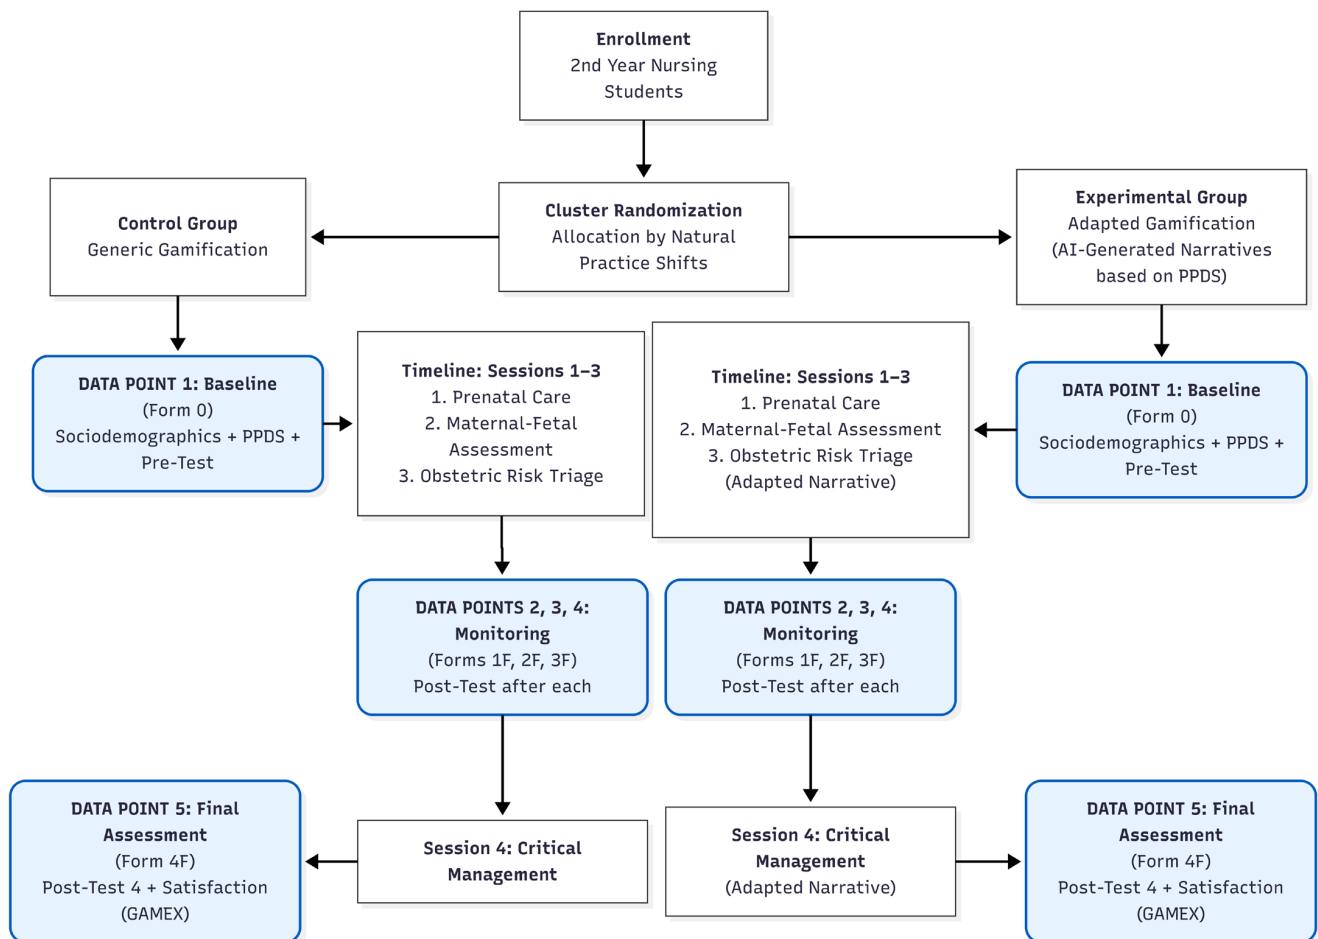 Enrollment
2nd Year Nursing
Students
Cluster Randomization
Allocation by Natural
Practice Shifts
Control Group
Generic Gamification
Experimental Group
Adapted Gamification
(AI-Generated Narratives
based on PPDS)
DATA POINT 1: Baseline
(Form 0)
Sociodemographics + PPDS +
Pre-Test
Timeline: Sessions 1–3
1. Prenatal Care
2. Maternal-Fetal
Assessment
3. Obstetric Risk Triage
Timeline: Sessions 1–3
1. Prenatal Care
2. Maternal-Fetal Assessment
3. Obstetric Risk Triage
(Adapted Narrative)
DATA POINT 1: Baseline
(Form 0)
Sociodemographics + PPDS +
Pre-Test
DATA POINTS 2, 3, 4:
Monitoring
(Forms 1F, 2F, 3F)
Post-Test after each
DATA POINTS 2, 3, 4:
Monitoring
(Forms 1F, 2F, 3F)
Post-Test after each
DATA POINT 5: Final
Assessment
(Form 4F)
Post-Test 4 + Satisfaction
(GAMEX)
Session 4: Critical
Management
Session 4: Critical
Management
(Adapted Narrative)
DATA POINT 5: Final
Assessment
(Form 4F)
Post-Test 4 + Satisfaction
(GAMEX)